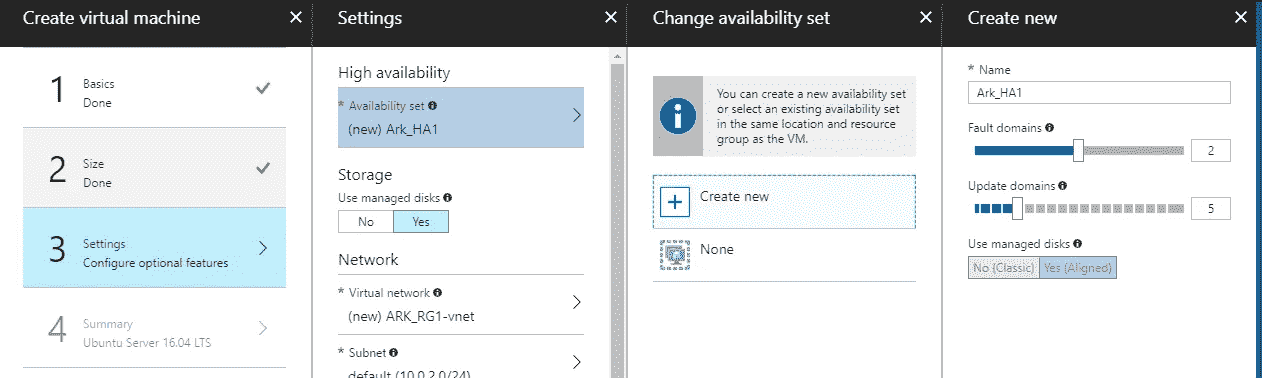 Create virtual machine
1
Basics
Done
2
Size
Done
3
Settings
Configure optional features
4
Summary
Ubuntu Server 16.04 LTS
Settings
High availability
* Availability set
(new) Ark_HA1
Storage
Use managed disks
No Yes
Network
* Virtual network
(new) ARK_RG1-vnet
* Subnet
default (10.0.2.0/24)
Change availability set
You can create a new availability set
or select an existing availability set
in the same location and resource
group as the VM.
Create new
None
Create new
* Name
Ark_HA1
Fault domains
2
Update domains
5
Use managed disks
No (Classic) Yes (Aligned)